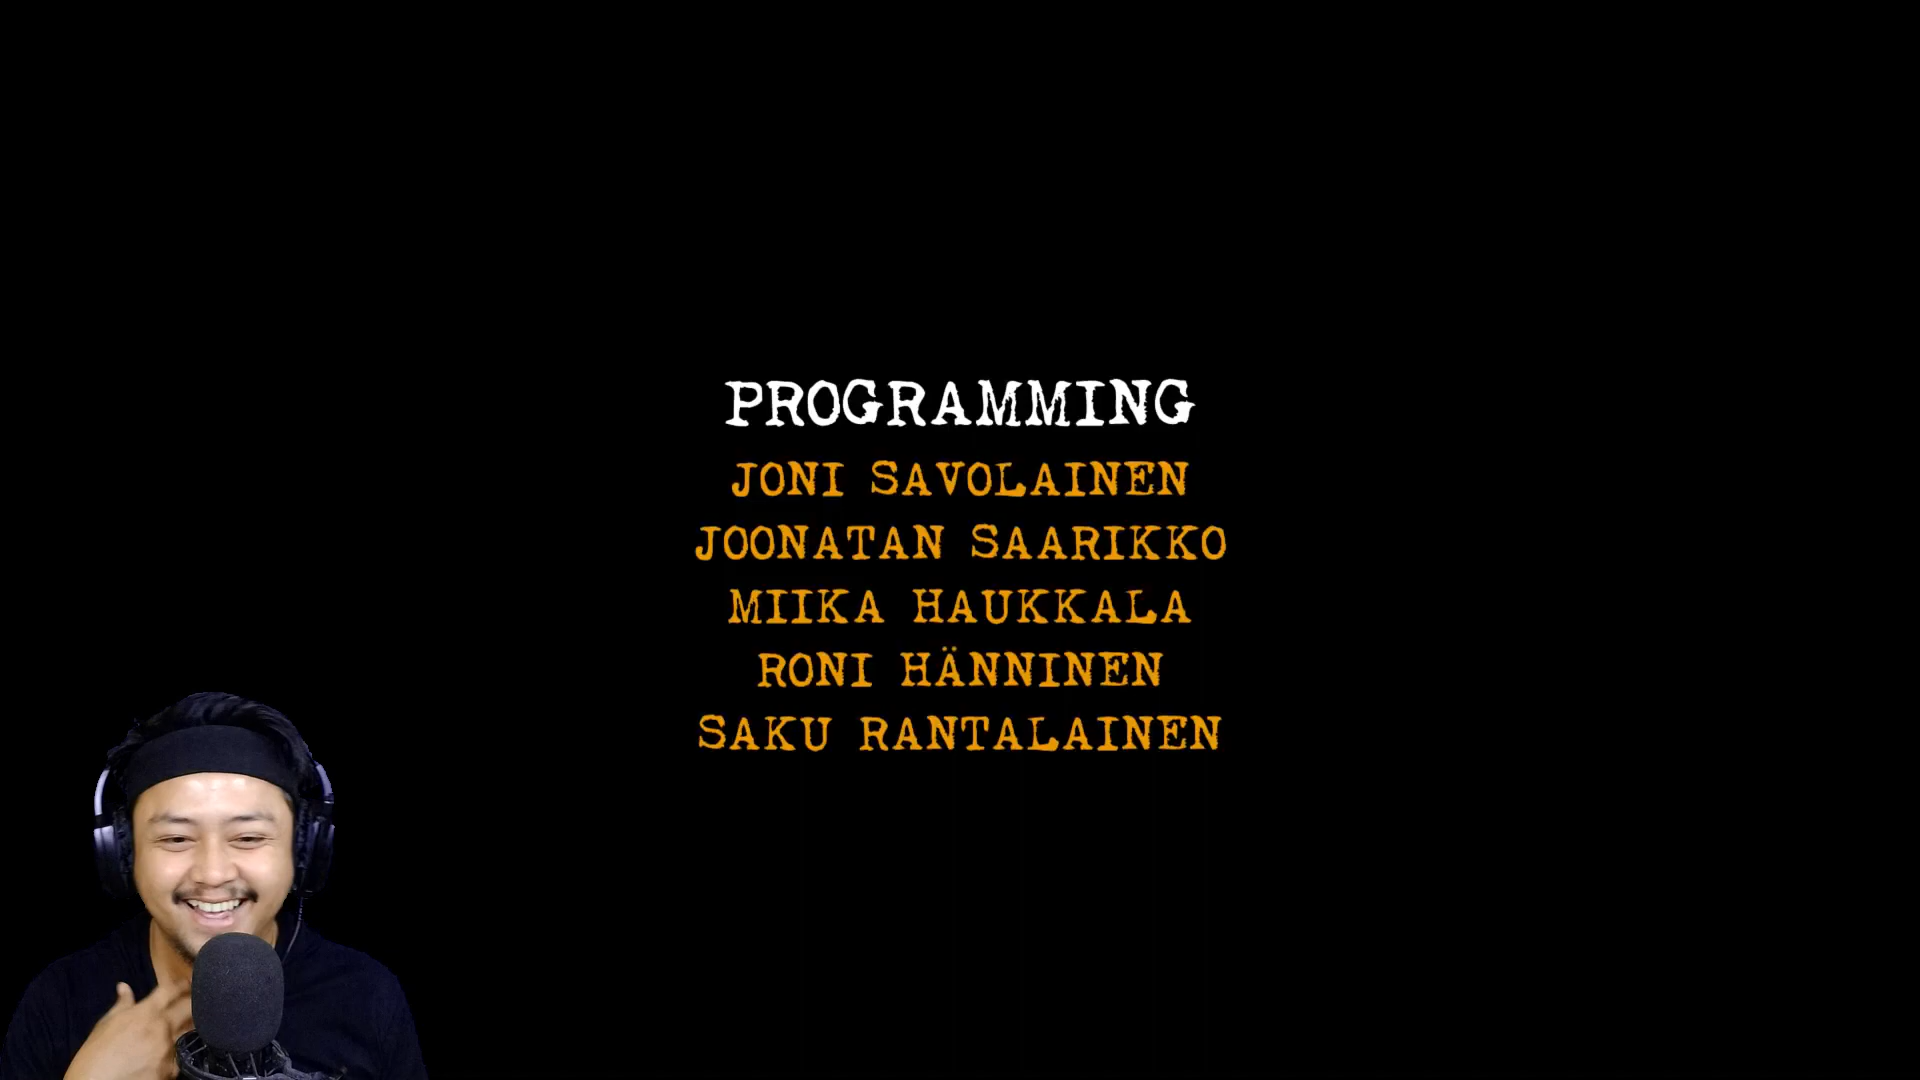 PROGRAMMING
JONI SAVOLAINEN
JOONATAN SAARIKKO
MIIKA HAUKKALA
RONI HÄNNINEN
SAKU RANTALAINEN